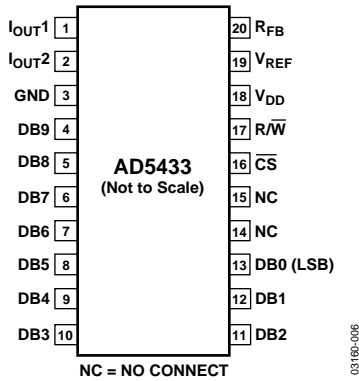 IOUT1 1 20 RFB
IOUT2 2 19 VREF
GND 3 18 VDD
DB9 4 17 R/W̅
DB8 5 AD5433 16 C̅S̅
DB7 6 (Not to Scale) 15 NC
DB6 7 14 NC
DB5 8 13 DB0 (LSB)
DB4 9 12 DB1
DB3 10 11 DB2
NC = NO CONNECT
03160-006